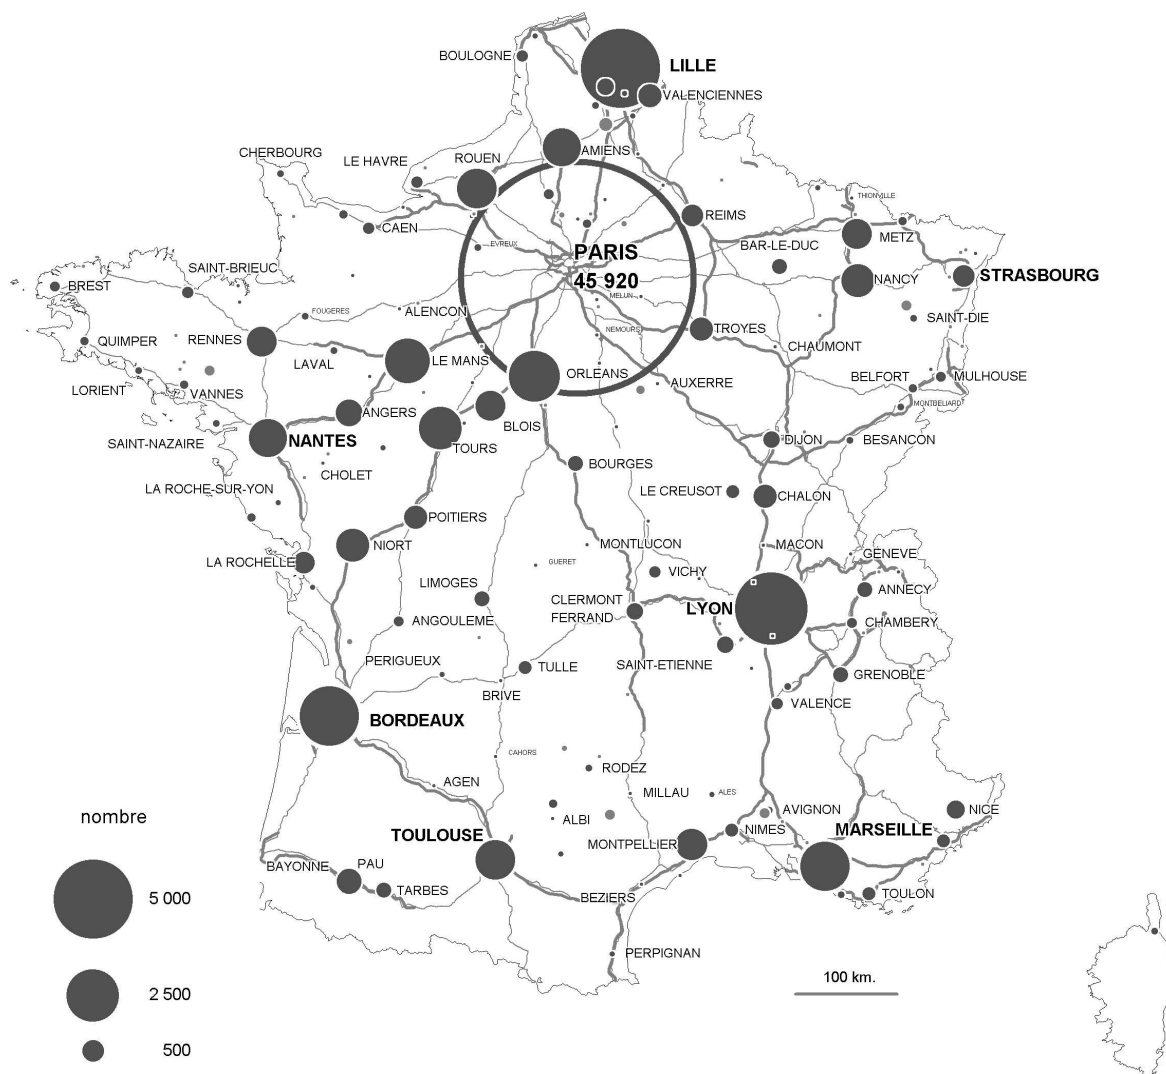 BOULOGNE
LILLE
VALENCIENNES
AMIENS
CHERBOURG
LE HAVRE
ROUEN
THIONVILLE
REIMS
CAEN
EVREUX
PARIS
45 920
BAR-LE-DUC
METZ
SAINT-BRIEUC
BREST
NANCY
STRASBOURG
MELUN
FOUGERES
ALENCON
SAINT-DIE
NEMOURS
TROYES
QUIMPER
RENNES
LAVAL
LE MANS
CHAUMONT
ORLEANS
AUXERRE
BELFORT
MULHOUSE
LORIENT
VANNES
MONTBELIARD
ANGERS
BLOIS
SAINT-NAZAIRE
NANTES
TOURS
DIJON
BESANCON
CHOLET
BOURGES
LA ROCHE-SUR-YON
LE CREUSOT
CHALON
POITIERS
NIORT
MONTLUCON
MACON
GENEVE
LA ROCHELLE
GUERET
VICHY
LIMOGES
ANNECY
CLERMONT
FERRAND
LYON
ANGOULEME
CHAMBERY
PERIGUEUX
TULLE
SAINT-ETIENNE
GRENOBLE
BRIVE
VALENCE
BORDEAUX
CAHORS
RODEZ
AGEN
MILLAU
ALES
nombre
ALBI
AVIGNON
NICE
TOULOUSE
NIMES
MARSEILLE
MONTPELLIER
BAYONNE
PAU
TARBES
BEZIERS
TOULON
5 000
PERPIGNAN
100 km.
2 500
500